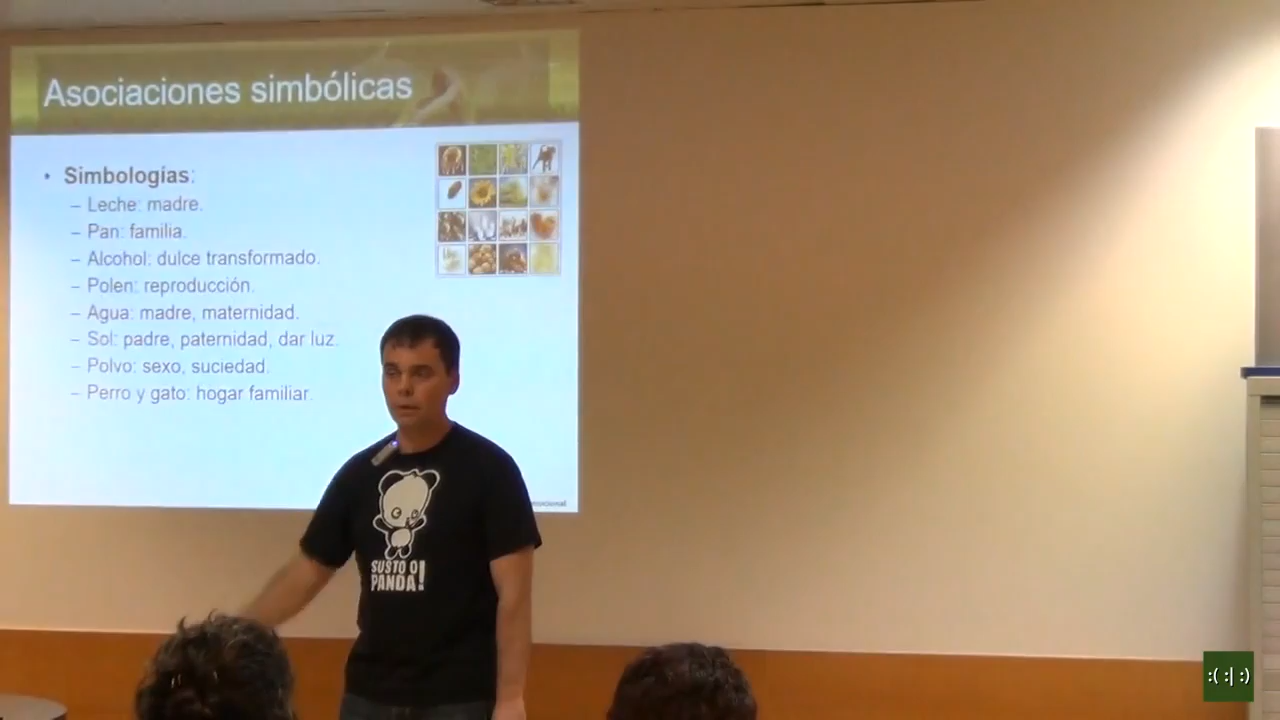 Asociaciones simbólicas
• Simbologías:
– Leche: madre.
– Pan: familia.
– Alcohol: dulce transformado.
– Polen: reproducción.
– Agua: madre, maternidad.
– Sol: padre, paternidad, dar luz.
– Polvo: sexo, suciedad.
– Perro y gato: hogar familiar.
SUSTO O
PANDA!
:( :| :)